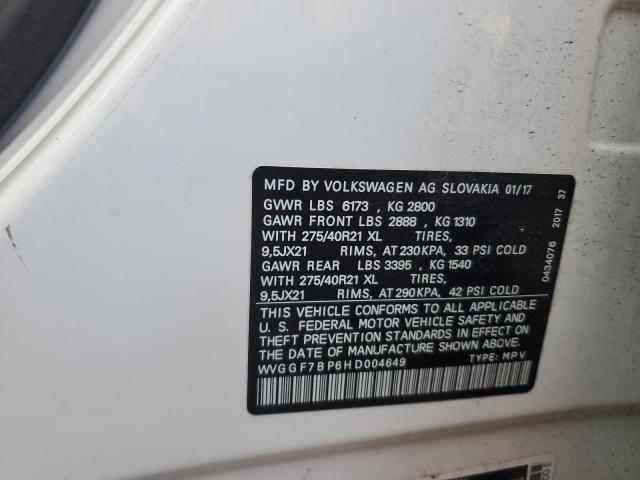 MFD BY VOLKSWAGEN AG SLOVAKIA 01/17
GVWR LBS 6173 , KG 2800
GAWR FRONT LBS 2888 , KG 1310
WITH 275/40R21 XL TIRES,
9,5JX21 RIMS, AT 230KPA, 33 PSI COLD
GAWR REAR LBS 3395 , KG 1540
WITH 275/40R21 XL TIRES,
9,5JX21 RIMS, AT 290KPA, 42 PSI COLD
THIS VEHICLE CONFORMS TO ALL APPLICABLE
U. S. FEDERAL MOTOR VEHICLE SAFETY AND
THEFT PREVENTION STANDARDS IN EFFECT ON
THE DATE OF MANUFACTURE SHOWN ABOVE.
WVGGF7BP6HD004649 TYPE: MPV
0434076 2017 37